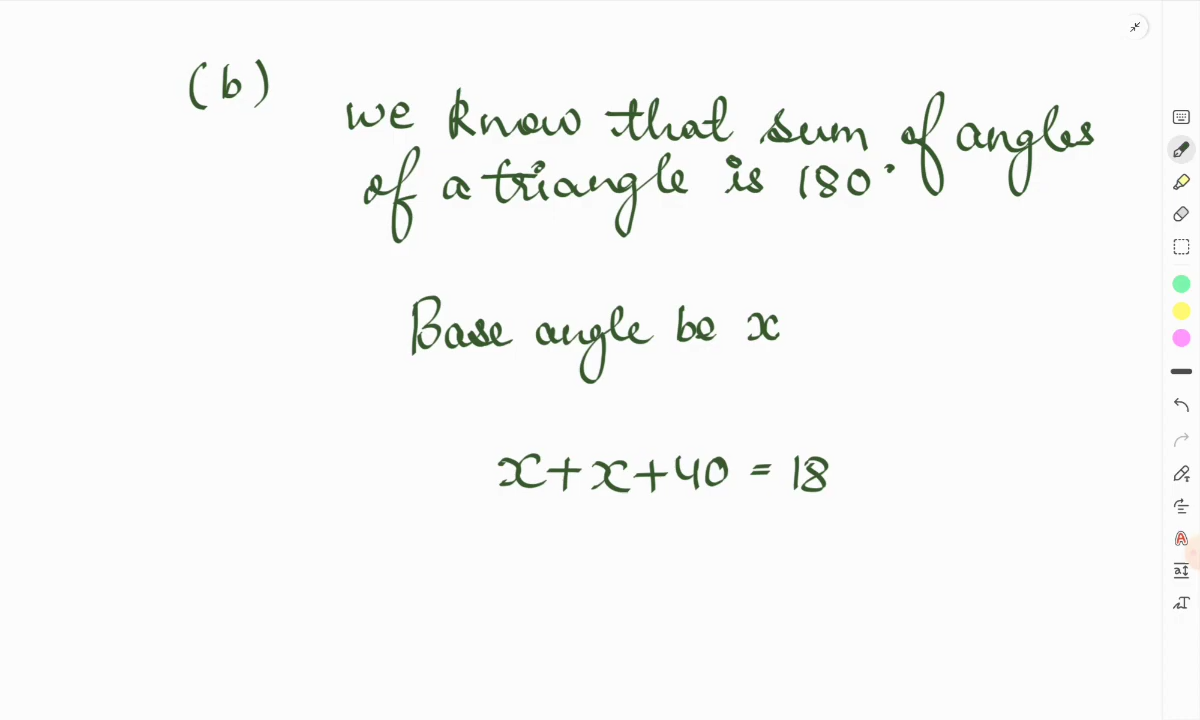 (b)
we know that sum of angles
of a triangle is 180°
Base angle be x
x+x+40 = 18